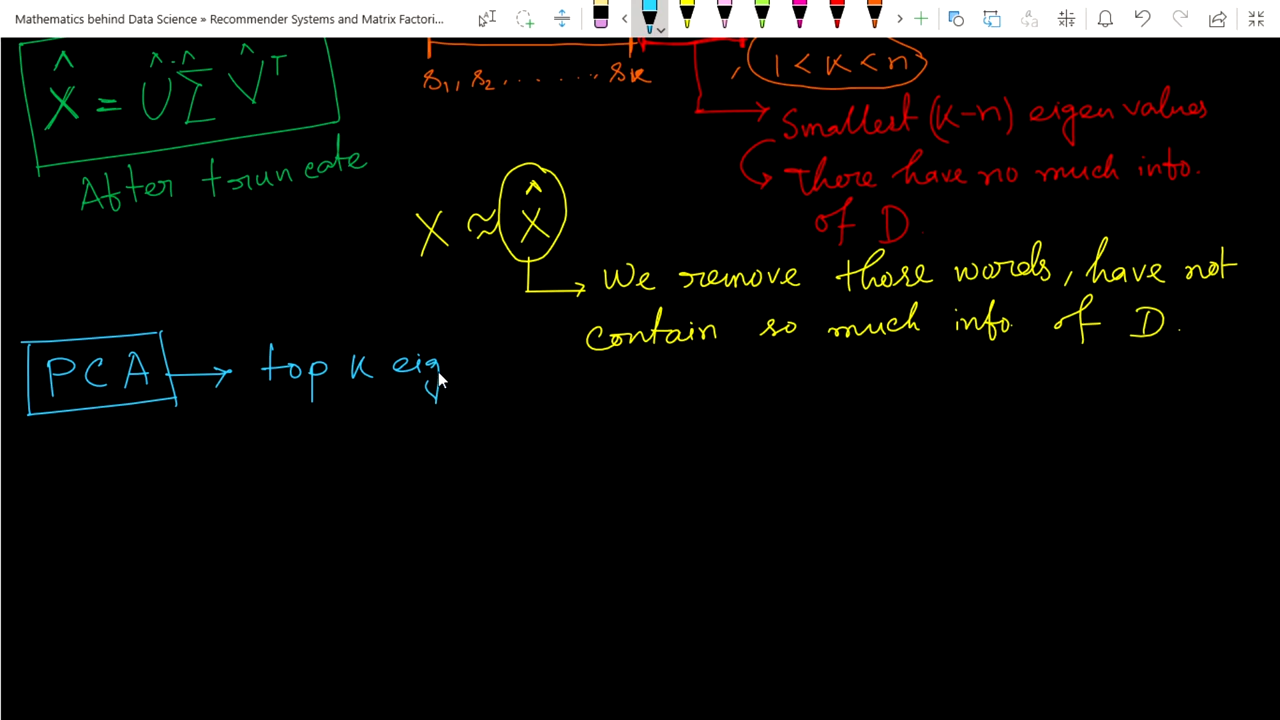 Mathematics behind Data Science » Recommender Systems and Matrix Factori...
X̂ = Û Σ̂ V̂ᵀ
After truncate
s₁, s₂ ....... sₖ
, 1 < k < n
Smallest (k-n) eigen values
There have no much info.
of D
X ≈ X̂
We remove those words, have not
contain so much info. of D.
PCA → top k eig